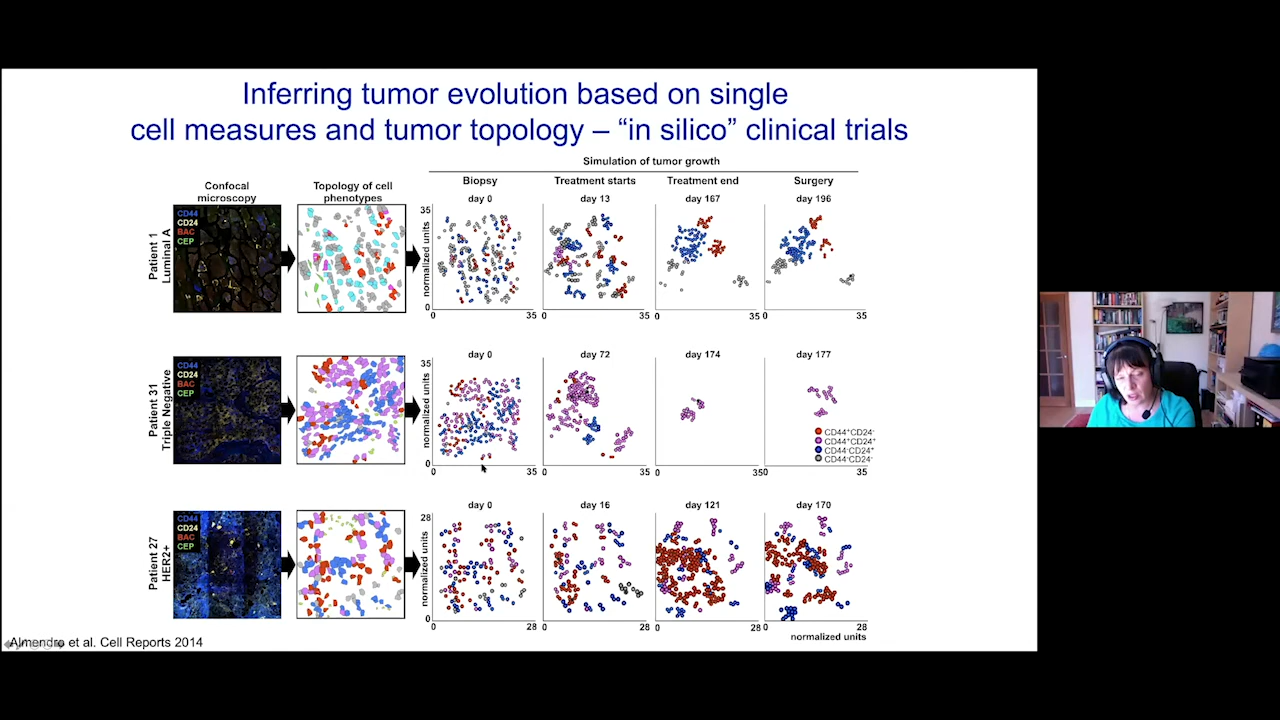 Inferring tumor evolution based on single
cell measures and tumor topology – “in silico” clinical trials
Simulation of tumor growth
Confocal
microscopy
Topology of cell
phenotypes
Biopsy
Treatment starts
Treatment end
Surgery
Patient 1
Luminal A
CD44
CD24
BAC
CEP
day 0
day 13
day 167
day 196
35
normalized units
0
0
35
0
35
0
35
0
35
Patient 31
Triple Negative
CD44
CD24
BAC
CEP
day 0
day 72
day 174
day 177
35
normalized units
0
0
35
0
35
0
35
0
35
CD44+CD24-
CD44+CD24+
CD44-CD24+
CD44-CD24-
Patient 27
HER2+
CD44
CD24
BAC
CEP
day 0
day 16
day 121
day 170
28
normalized units
0
0
28
0
28
0
28
0
28
normalized units
Almendro et al. Cell Reports 2014